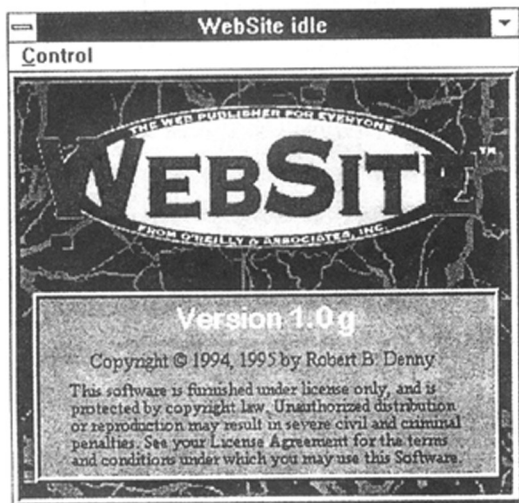 WebSite idle
Control
THE WEB PUBLISHER FOR EVERYONE
WEBSITE™
FROM O'REILLY & ASSOCIATES, INC.
Version 1.0g
Copyright © 1994, 1995 by Robert B. Denny
This software is furnished under license only, and is
protected by copyright law. Unauthorized distribution
or reproduction may result in severe civil and criminal
penalties. See your License Agreement for the terms
and conditions under which you may use this Software.